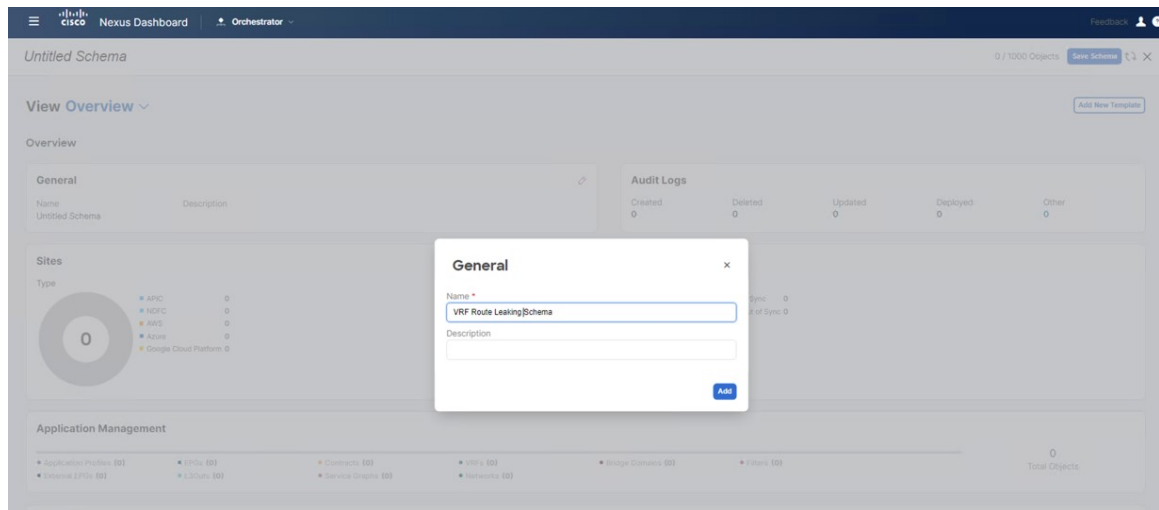 cisco Nexus Dashboard Orchestrator Feedback
Untitled Schema 0 / 1000 Objects Save Schema
View Overview Add New Template
Overview
General
Name Description
Untitled Schema
Audit Logs
Created Deleted Updated Deployed Other
0 0 0 0 0
Sites
Type
0
APIC 0
NDFC 0
AWS 0
Azure 0
Google Cloud Platform 0
General
Name *
VRF Route Leaking Schema
Description
Add
Sync 0
of Sync 0
Application Management
Application Profiles (0) EPGs (0) Contracts (0) VRFs (0) Bridge Domains (0) Filters (0)
External EPGs (0) L3Outs (0) Service Graphs (0) Networks (0)
0
Total Objects